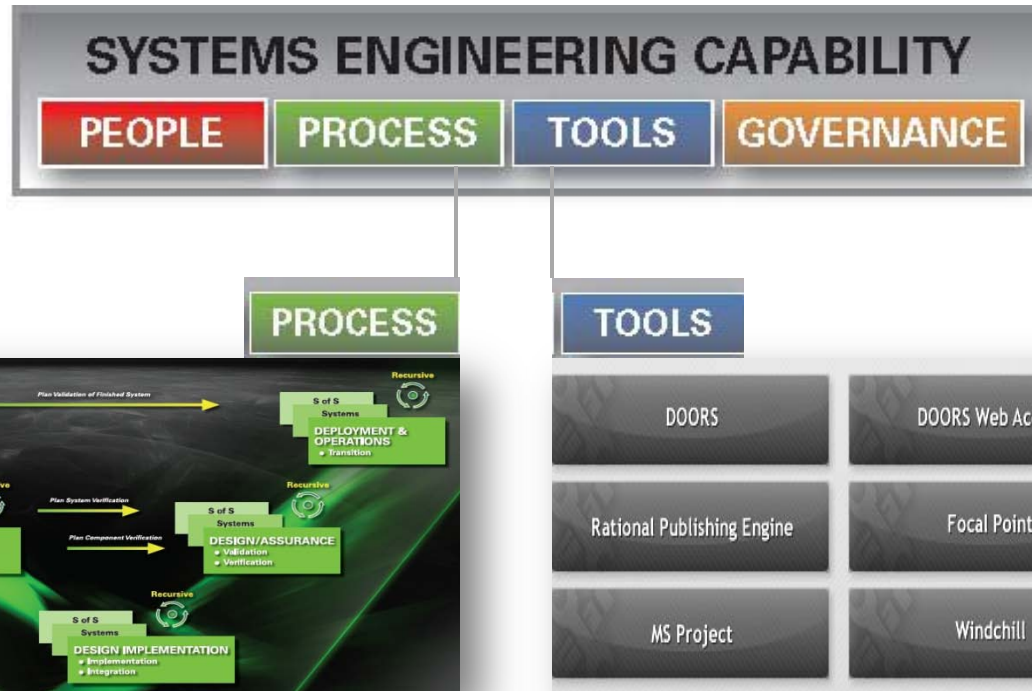 SYSTEMS ENGINEERING CAPABILITY
PEOPLE PROCESS TOOLS GOVERNANCE
PROCESS
Recursive
Plan Validation of Finished System
S of S
Systems
DEPLOYMENT &
OPERATIONS
• Transition
Plan System Verification
Recursive
S of S
Systems
Plan Component Verification
DESIGN/ASSURANCE
• Validation
• Verification
Recursive
S of S
Systems
DESIGN IMPLEMENTATION
• Implementation
• Integration
TOOLS
DOORS
DOORS Web
Rational Publishing Engine
Focal Point
MS Project
Windchill